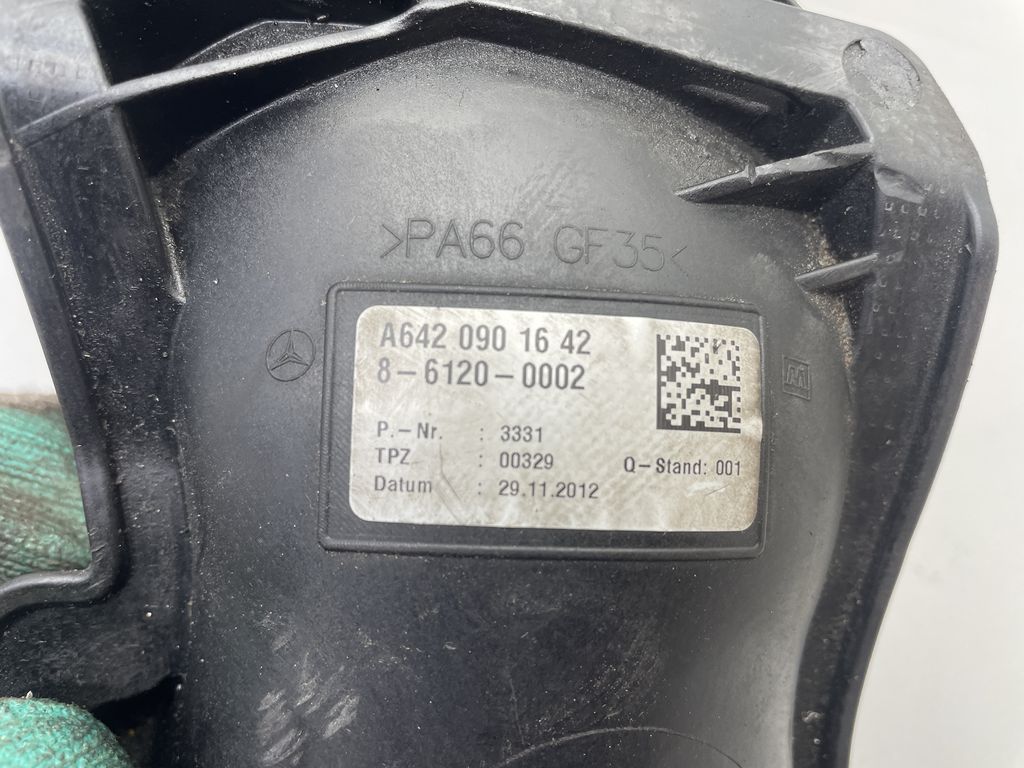 >PA66 GF35<
A642 090 16 42
8-6120-0002
P.-Nr. : 3331
TPZ : 00329 Q-Stand: 001
Datum : 29.11.2012